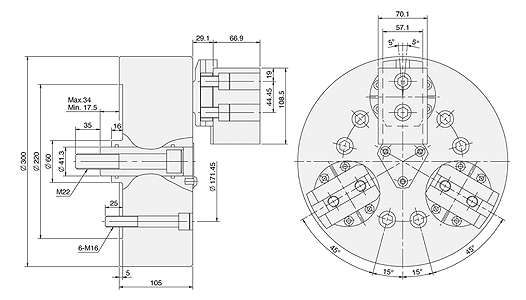 70.1
57.1
5° 5°
29.1 66.9
19
44.45
108.5
Max.34
Min. 17.5
35 16
Ø 300
Ø 220
Ø 60
Ø 41.3
M22
Ø 171.45
25
6-M16
5
105
45° 45°
15° 15°